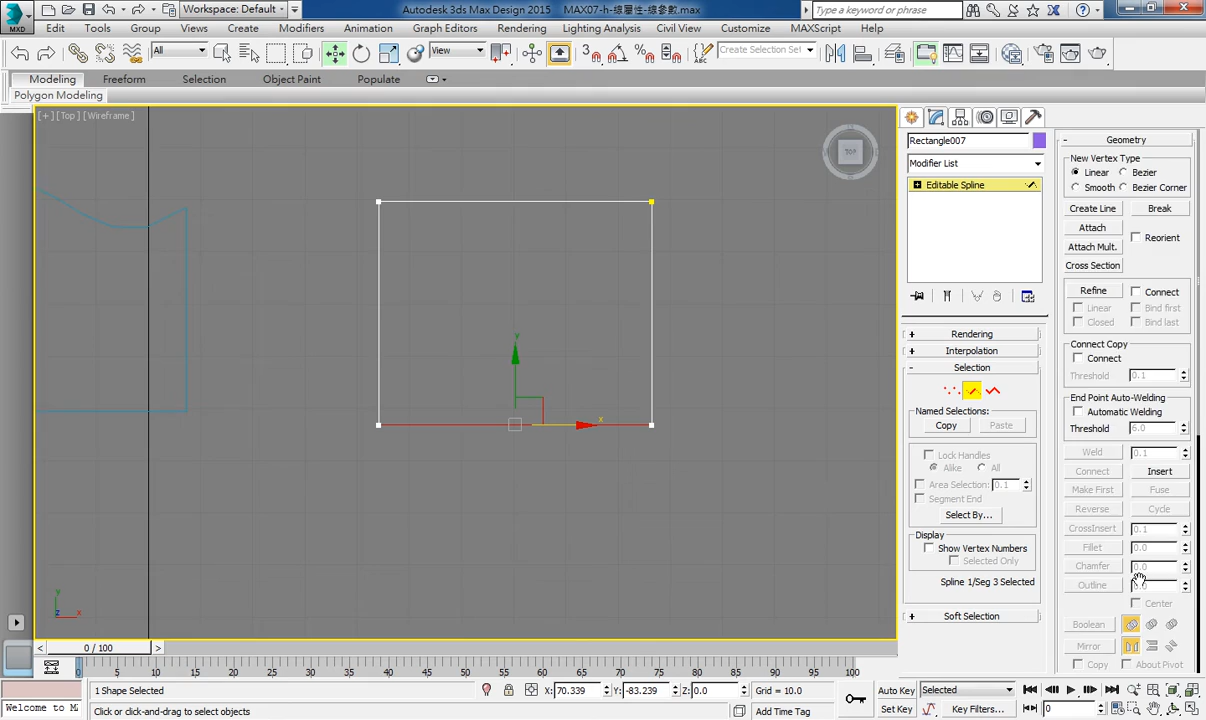 Workspace: Default
Autodesk 3ds Max Design 2015 MAX07-h-線屬性-線參數.max
Type a keyword or phrase
MXD
Edit Tools Group Views Create Modifiers Animation Graph Editors Rendering Lighting Analysis Civil View Customize MAXScript Help
All
View
3
Create Selection Set
Modeling Freeform Selection Object Paint Populate
Polygon Modeling
[+] [Top] [Wireframe]
TOP
y
x
y
z
x
Rectangle007
Modifier List
Editable Spline
+ Rendering
+ Interpolation
- Selection
Named Selections:
Copy Paste
Lock Handles
Alike All
Area Selection: 0.1
Segment End
Select By...
Display
Show Vertex Numbers
Selected Only
Spline 1/Seg 3 Selected
+ Soft Selection
- Geometry
New Vertex Type
Linear Bezier
Smooth Bezier Corner
Create Line Break
Attach
Reorient
Attach Mult.
Cross Section
Refine Connect
Linear Bind first
Closed Bind last
Connect Copy
Connect
Threshold 0.1
End Point Auto-Welding
Automatic Welding
Threshold 6.0
Weld 0.1
Connect Insert
Make First Fuse
Reverse Cycle
CrossInsert 0.1
Fillet 0.0
Chamfer 0.0
Outline
Center
Boolean
Mirror
Copy About Pivot
< 0 / 100 >
5 10 15 20 25 30 35 40 45 50 55 60 65 70 75 80 85 90 95 100
1 Shape Selected X: 70.339 Y: -83.239 Z: 0.0 Grid = 10.0 Auto Key Selected
Welcome to MA Click or click-and-drag to select objects Add Time Tag Set Key Key Filters... 0